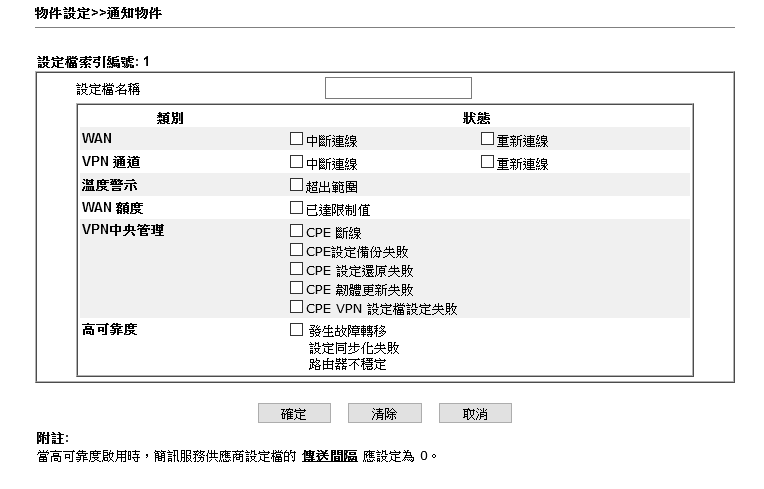 物件設定>>通知物件
設定檔索引編號: 1
設定檔名稱
類別 狀態
WAN 中斷連線 重新連線
VPN 通道 中斷連線 重新連線
溫度警示 超出範圍
WAN 額度 已達限制值
VPN中央管理 CPE 斷線
CPE設定備份失敗
CPE 設定還原失敗
CPE 韌體更新失敗
CPE VPN 設定檔設定失敗
高可靠度 發生故障轉移
設定同步化失敗
路由器不穩定
確定 清除 取消
附註:
當高可靠度啟用時，簡訊服務供應商設定檔的 傳送間隔 應設定為 0。